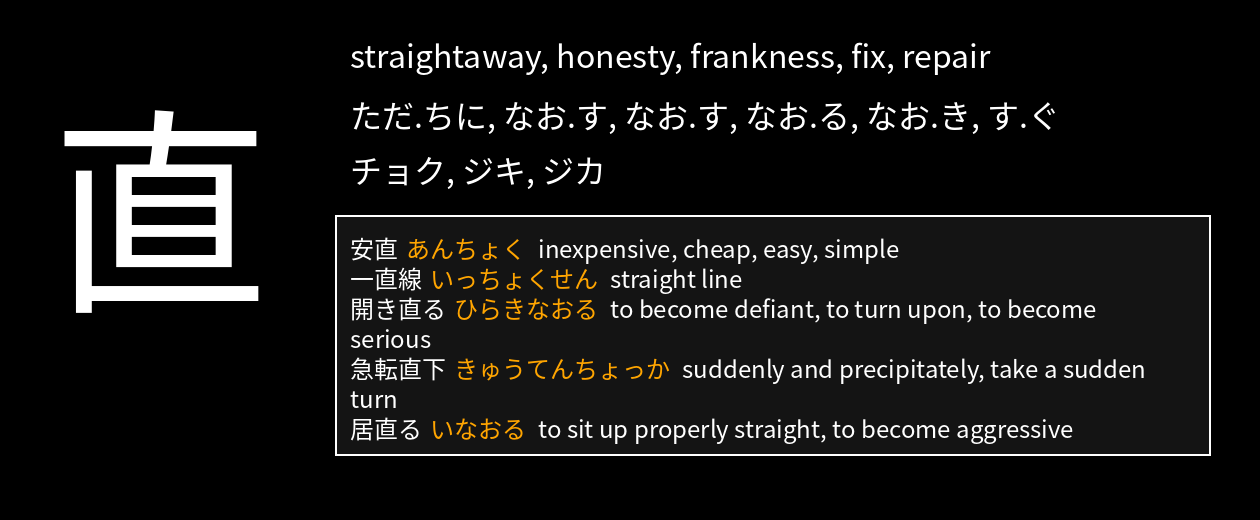 直
straightaway, honesty, frankness, fix, repair
ただ.ちに, なお.す, なお.す, なお.る, なお.き, す.ぐ
チョク, ジキ, ジカ
安直 あんちょく inexpensive, cheap, easy, simple
一直線 いっちょくせん straight line
開き直る ひらきなおる to become defiant, to turn upon, to become
serious
急転直下 きゅうてんちょっか suddenly and precipitately, take a sudden
turn
居直る いなおる to sit up properly straight, to become aggressive